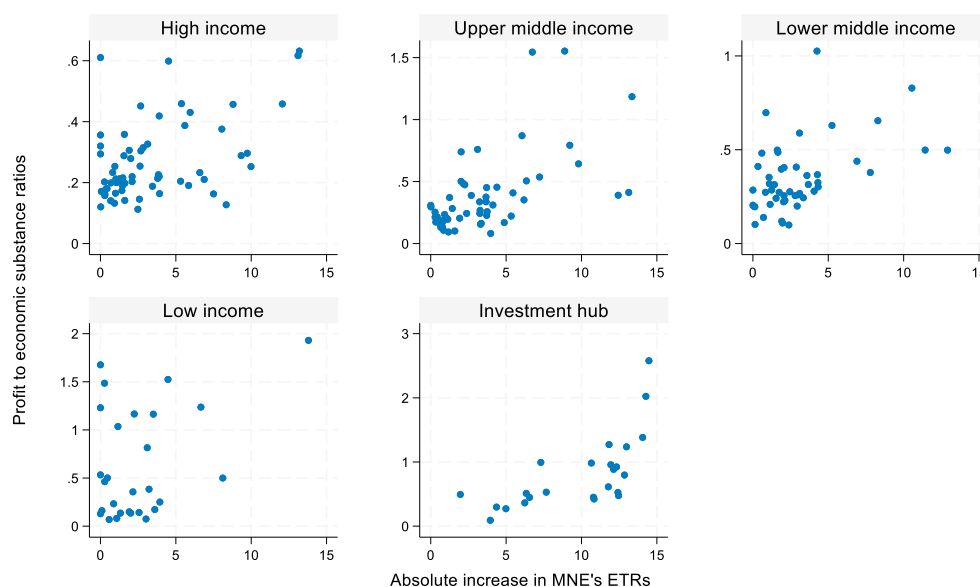 High income
Upper middle income
Lower middle income
Profit to economic substance ratios
.6
.4
.2
0
0 5 10 15
1.5
1
.5
0
0 5 10 15
1
.5
0
0 5 10
Low income
Investment hub
2
1.5
1
.5
0
0 5 10 15
3
2
1
0
0 5 10 15
Absolute increase in MNE's ETRs